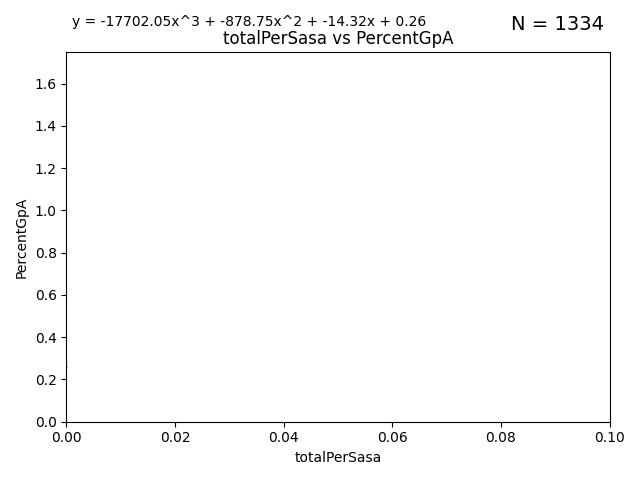 y = -17702.05x^3 + -878.75x^2 + -14.32x + 0.26
N = 1334
totalPerSasa vs PercentGpA
PercentGpA
1.6
1.4
1.2
1.0
0.8
0.6
0.4
0.2
0.0
0.00 0.02 0.04 0.06 0.08 0.10
totalPerSasa